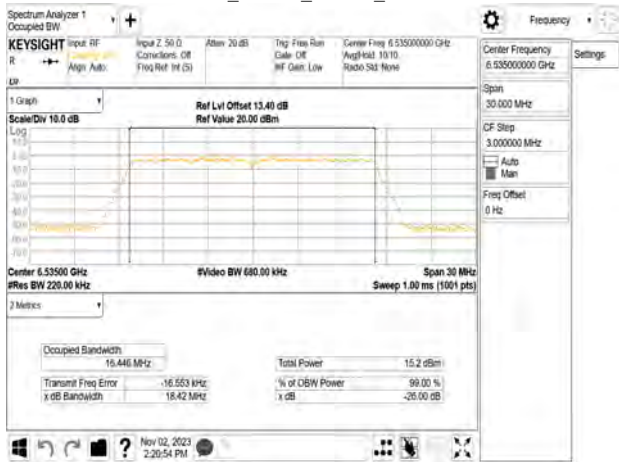 Spectrum Analyzer 1
Occupied BW
Frequency
KEYSIGHT
Input: RF
Input Z: 50 Ω
Atten: 20 dB
Trig: Free Run
Center Freq: 6.535000000 GHz
R
Corrections: Off
Gate: Off
Avg|Hold: 10/10
Align: Auto
Freq Ref: Int (S)
#IF Gain: Low
Radio Std: None
Center Frequency
6.535000000 GHz
Settings
Span
30.000 MHz
CF Step
3.000000 MHz
Auto
Man
Freq Offset
0 Hz
1 Graph
Scale/Div 10.0 dB
Ref Lvl Offset 13.40 dB
Ref Value 20.00 dBm
Log
Center 6.53500 GHz
#Video BW 680.00 kHz
Span 30 MHz
#Res BW 220.00 kHz
Sweep 1.00 ms (1001 pts)
2 Metrics
Occupied Bandwidth
16.446 MHz
Total Power
15.2 dBm
Transmit Freq Error
-16.553 kHz
% of OBW Power
99.00 %
x dB Bandwidth
18.42 MHz
x dB
-26.00 dB
Nov 02, 2023
2:20:54 PM